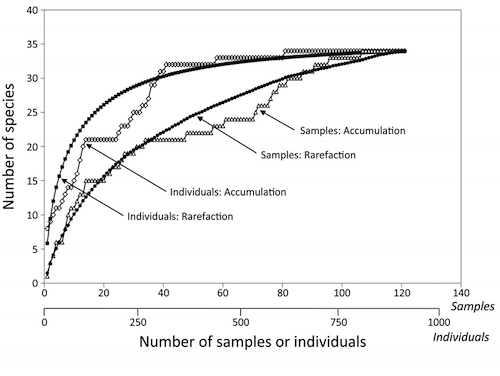 40
35
30
25
20
15
10
5
0
Number of species
Samples: Accumulation
Samples: Rarefaction
Individuals: Accumulation
Individuals: Rarefaction
0 20 40 60 80 100 120 140
Samples
0 250 500 750 1000
Individuals
Number of samples or individuals